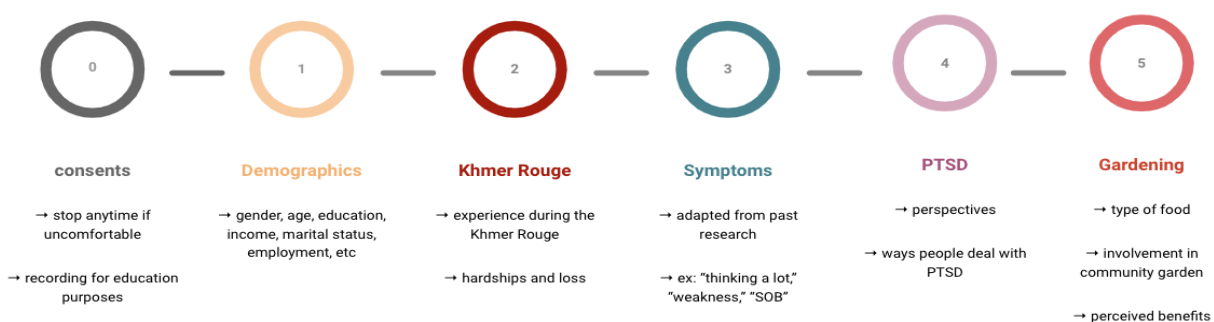 0
1
2
3
4
5
consents
→ stop anytime if
uncomfortable
→ recording for education
purposes
Demographics
→ gender, age, education,
income, marital status,
employment, etc
Khmer Rouge
→ experience during the
Khmer Rouge
→ hardships and loss
Symptoms
→ adapted from past
research
→ ex: “thinking a lot,”
“weakness,” “SOB”
PTSD
→ perspectives
→ ways people deal with
PTSD
Gardening
→ type of food
→ involvement in
community garden
→ perceived benefits